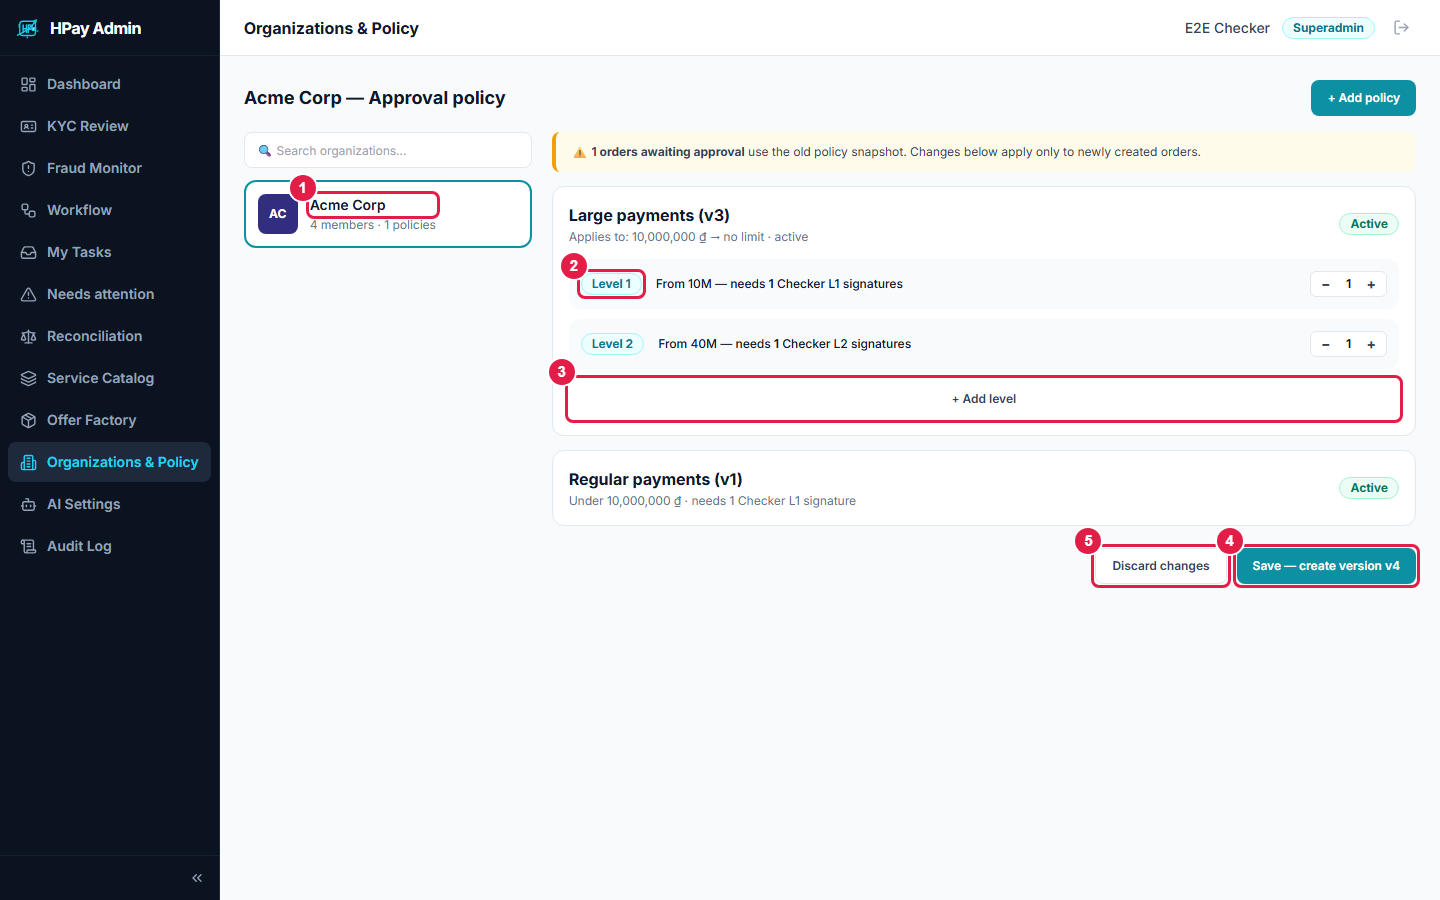 HPay Admin
Dashboard
KYC Review
Fraud Monitor
Workflow
My Tasks
Needs attention
Reconciliation
Service Catalog
Offer Factory
Organizations & Policy
AI Settings
Audit Log
Organizations & Policy
E2E Checker
Superadmin
Acme Corp — Approval policy
+ Add policy
Search organizations...
1
AC
Acme Corp
4 members · 1 policies
1 orders awaiting approval use the old policy snapshot. Changes below apply only to newly created orders.
Large payments (v3)
Applies to: 10,000,000 ₫ → no limit · active
Active
2
Level 1
From 10M — needs 1 Checker L1 signatures
− 1 +
Level 2
From 40M — needs 1 Checker L2 signatures
− 1 +
3
+ Add level
Regular payments (v1)
Under 10,000,000 ₫ · needs 1 Checker L1 signature
Active
5
Discard changes
4
Save — create version v4